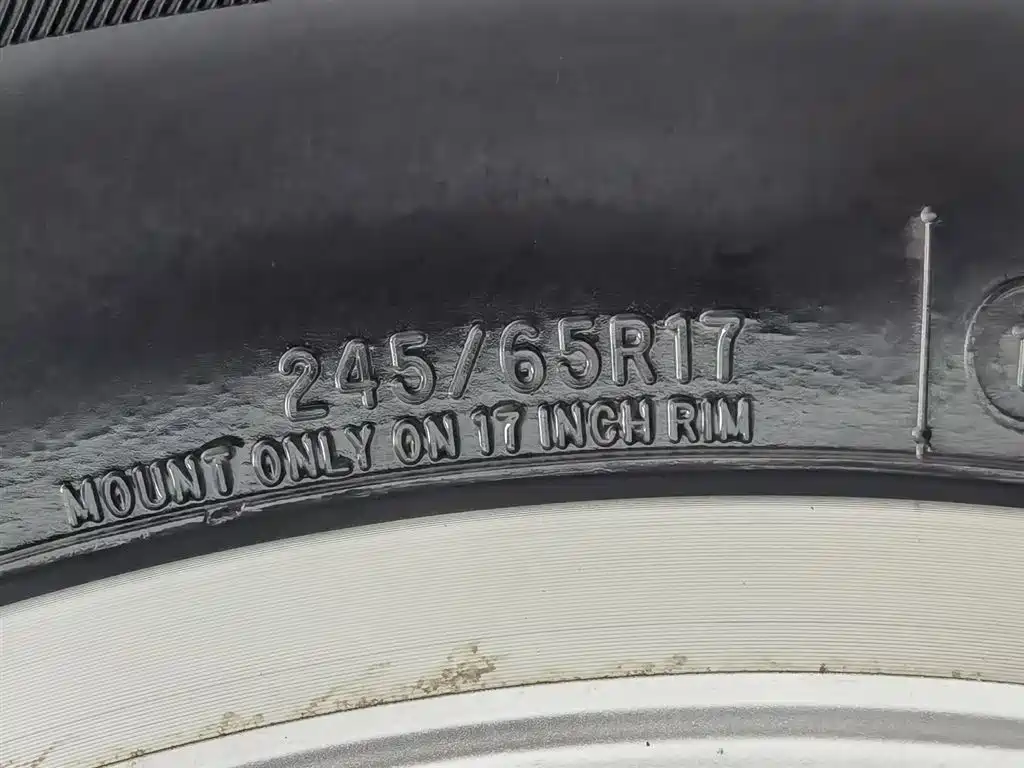 245/65R17
MOUNT ONLY ON 17 INCH RIM